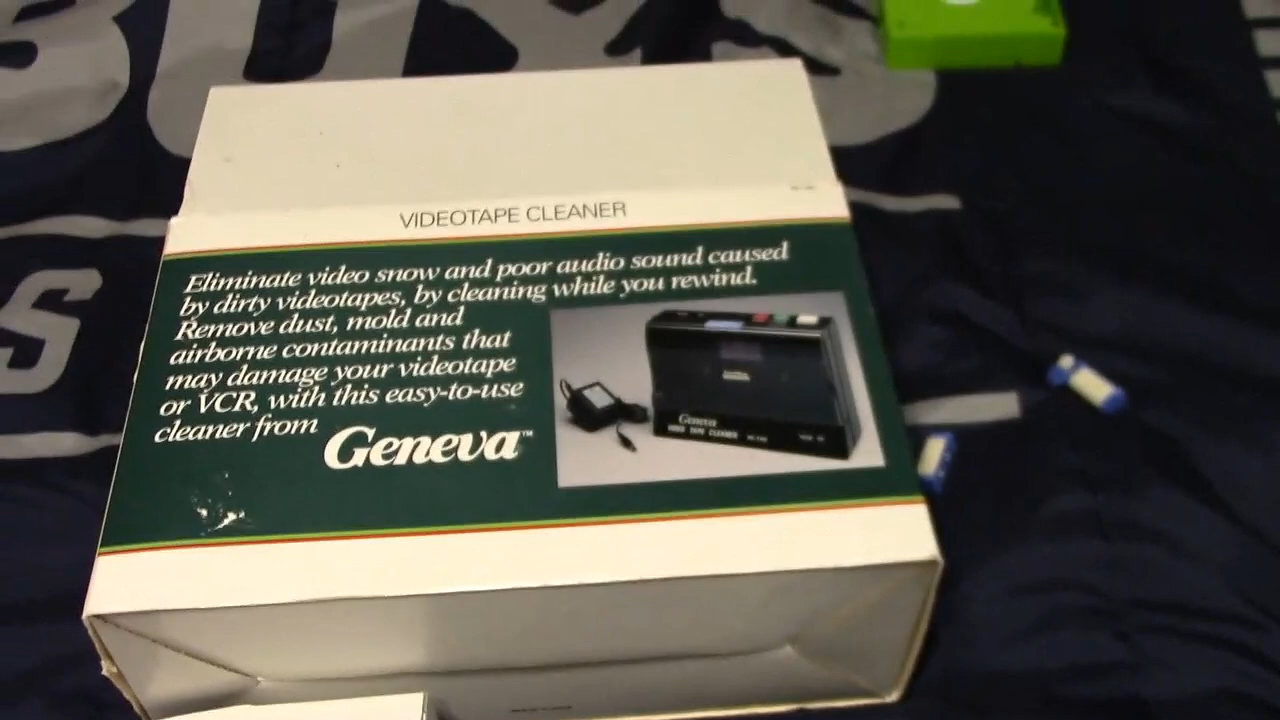 VIDEOTAPE CLEANER
Eliminate video snow and poor audio sound caused
by dirty videotapes, by cleaning while you rewind.
Remove dust, mold and
airborne contaminants that
may damage your videotape
or VCR, with this easy-to-use
cleaner from
Geneva™
Geneva
VIDEO TAPE CLEANER
S